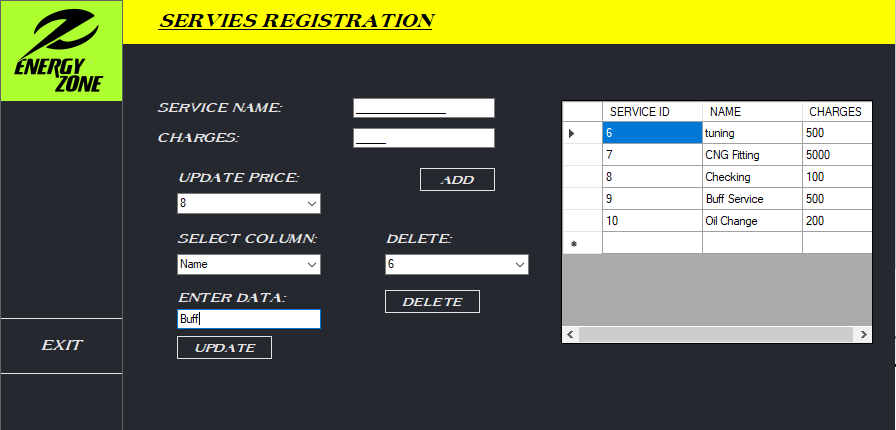 ENERGY
ZONE
SERVIES REGISTRATION
SERVICE NAME:
CHARGES:
UPDATE PRICE:
8
ADD
SELECT COLUMN:
Name
DELETE:
6
ENTER DATA:
Buff
DELETE
UPDATE
EXIT
SERVICE ID NAME CHARGES
6 tuning 500
7 CNG Fitting 5000
8 Checking 100
9 Buff Service 500
10 Oil Change 200